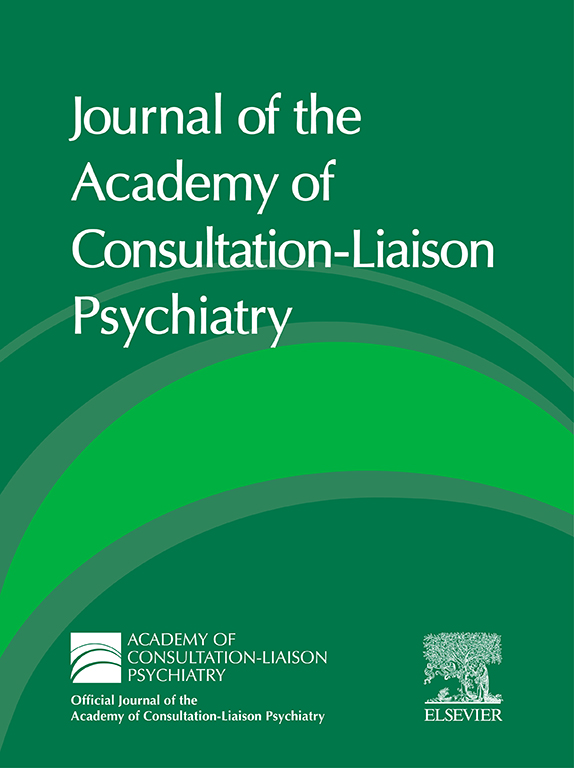 Journal of the
Academy of
Consultation-Liaison
Psychiatry
ACADEMY OF
CONSULTATION-LIAISON
PSYCHIATRY
Official Journal of the
Academy of Consultation-Liaison Psychiatry
ELSEVIER